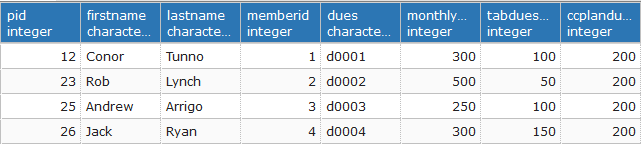 pid firstname lastname memberid dues monthly... tabdues... ccplandu...
integer characte... characte... integer characte... integer integer integer
12 Conor Tunno 1 d0001 300 100 200
23 Rob Lynch 2 d0002 500 50 200
25 Andrew Arrigo 3 d0003 250 100 200
26 Jack Ryan 4 d0004 300 150 200